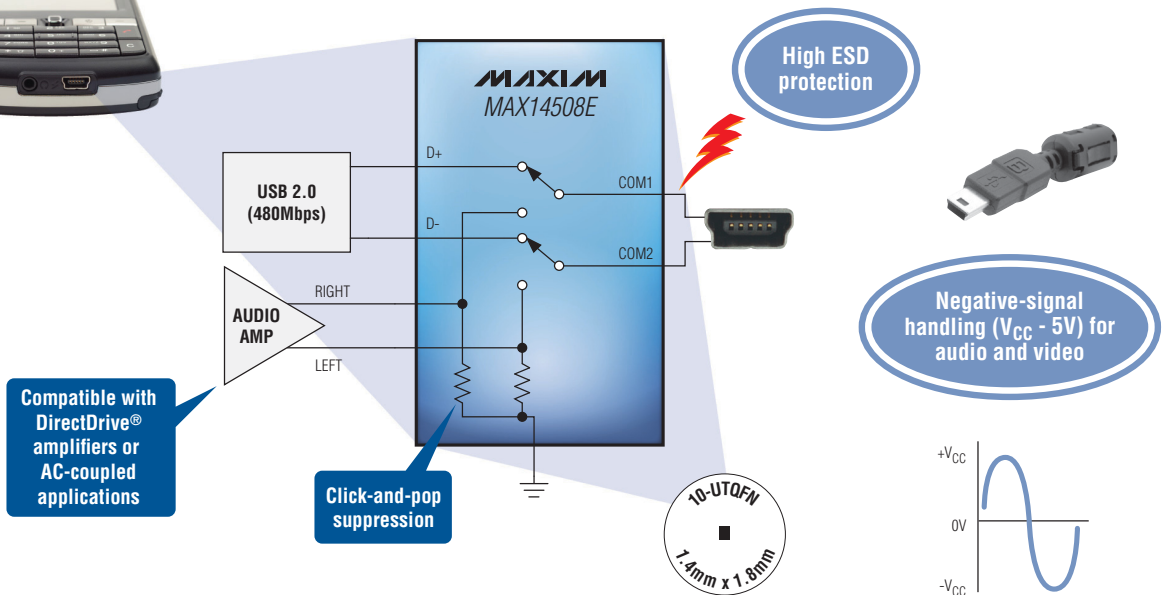 High ESD
protection
MAXIM
MAX14508E
D+
USB 2.0
(480Mbps)
COM1
D-
COM2
RIGHT
AUDIO
AMP
LEFT
Negative-signal
handling (VCC - 5V) for
audio and video
Compatible with
DirectDrive®
amplifiers or
AC-coupled
applications
Click-and-pop
suppression
10-UTQFN
1.4mm x 1.8mm
+VCC
0V
-VCC